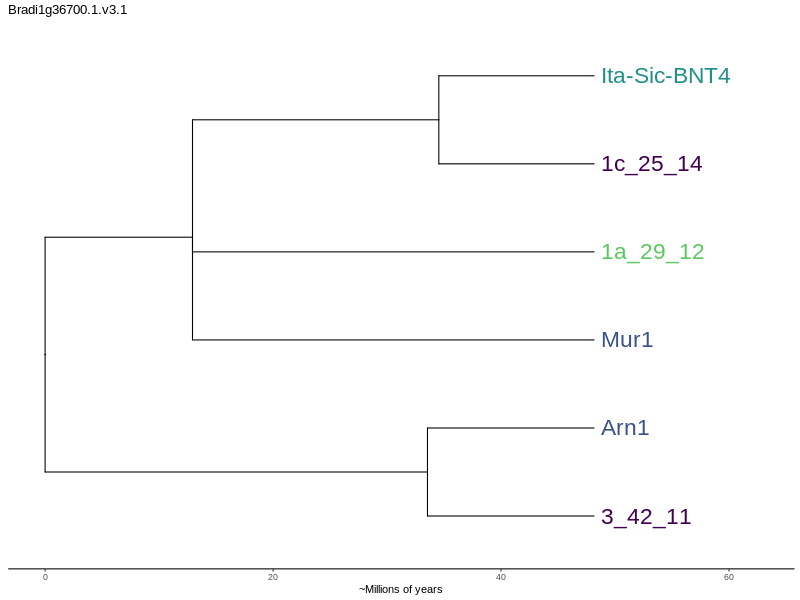 Bradi1g36700.1.v3.1
Ita-Sic-BNT4
1c_25_14
1a_29_12
Mur1
Arn1
3_42_11
0 20 40 60
~Millions of years